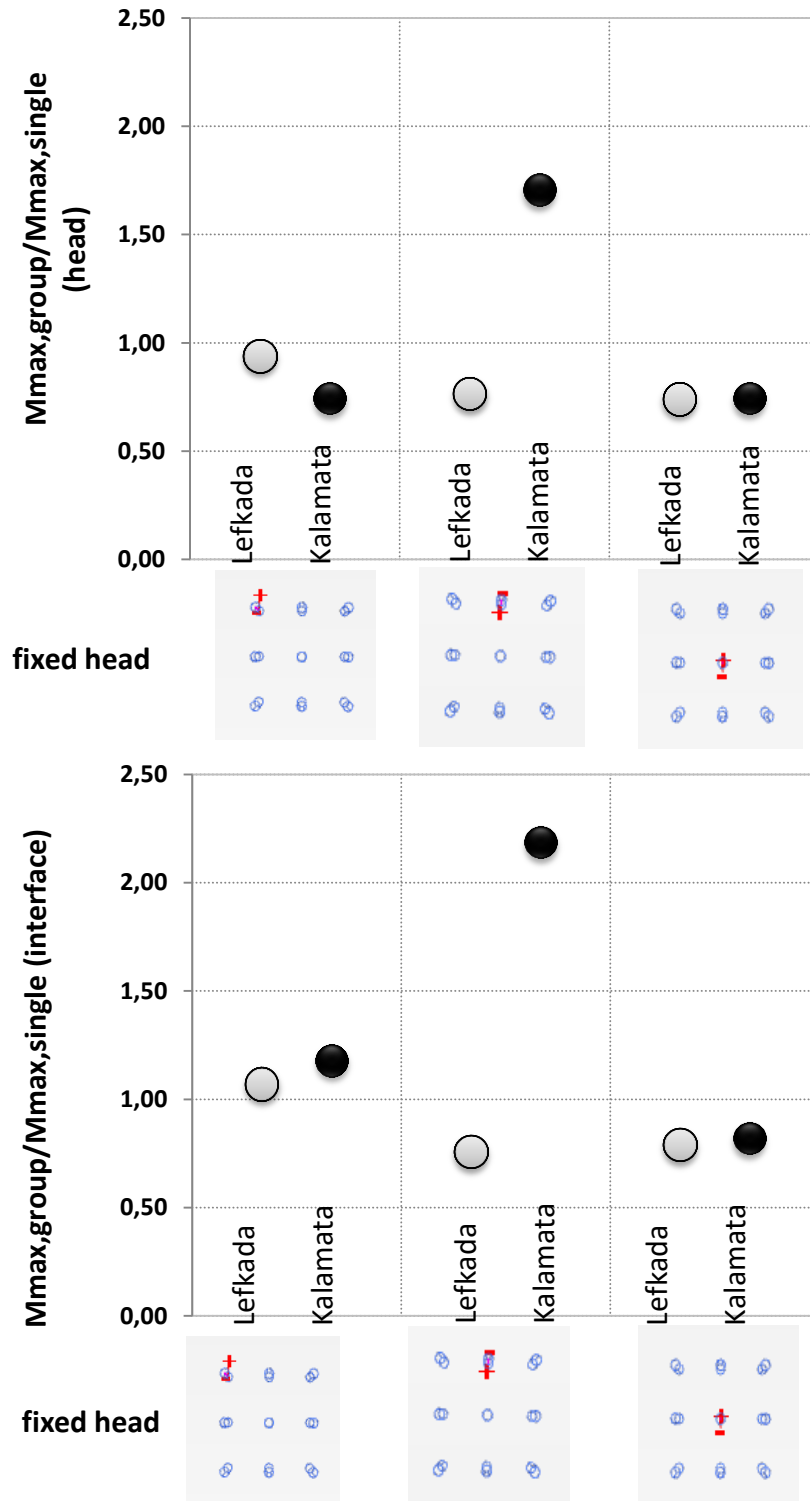 2,50
2,00
1,50
1,00
0,50
0,00
Mmax,group/Mmax,single
(head)
Lefkada
Kalamata
Lefkada
Kalamata
Lefkada
Kalamata
fixed head
2,50
2,00
1,50
1,00
0,50
0,00
Mmax,group/Mmax,single (interface)
Lefkada
Kalamata
Lefkada
Kalamata
Lefkada
Kalamata
fixed head